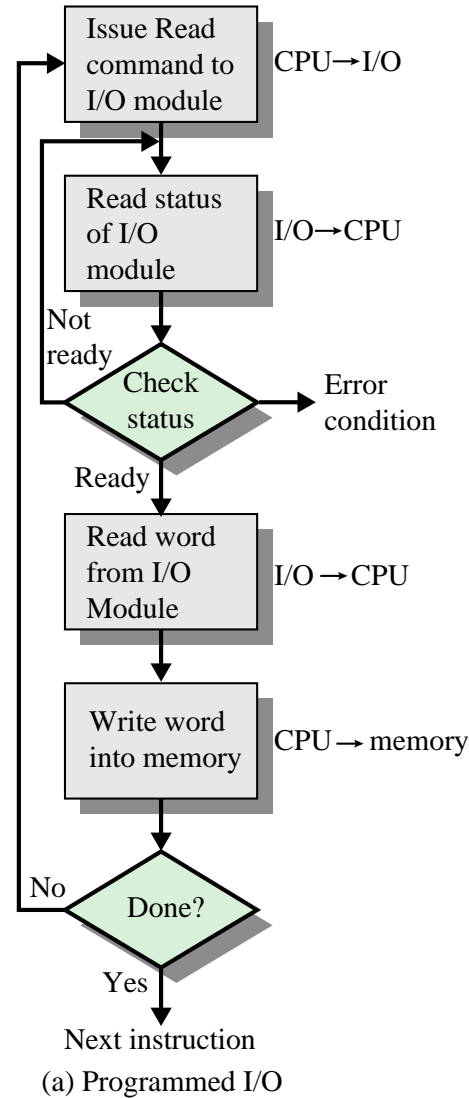 Issue Read
command to
I/O module
CPU→I/O
Read status
of I/O
module
I/O→CPU
Not
ready
Check
status
Error
condition
Ready
Read word
from I/O
Module
I/O → CPU
Write word
into memory
CPU → memory
No
Done?
Yes
Next instruction
(a) Programmed I/O